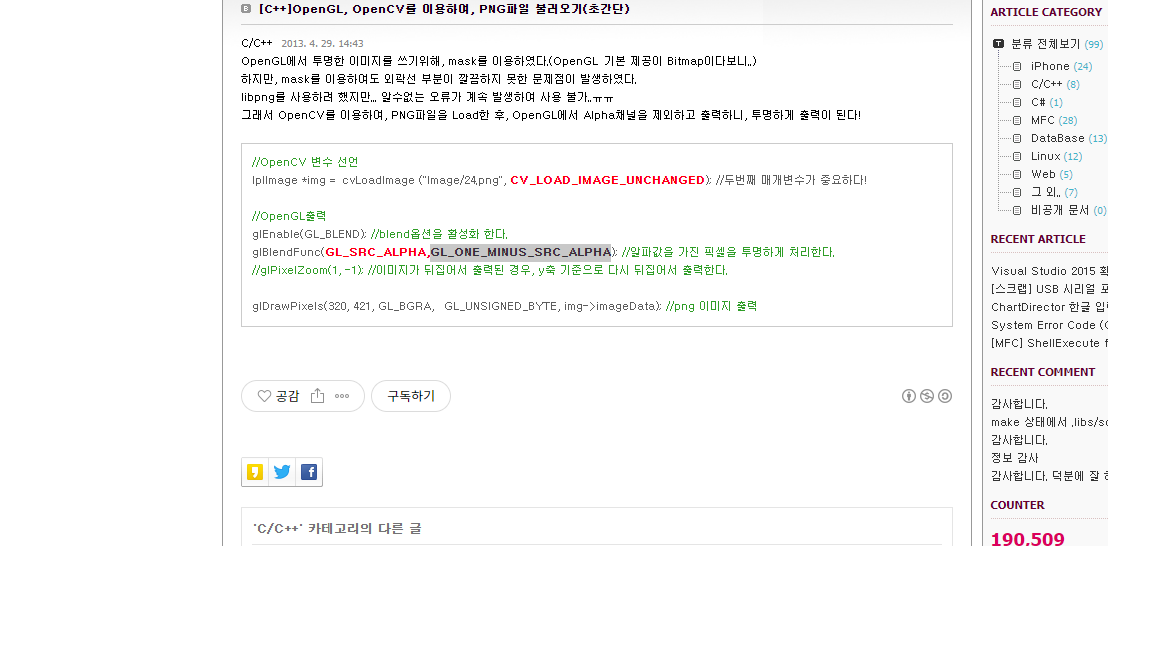 [C++]OpenGL, OpenCV를 이용하여, PNG파일 불러오기(초간단)
C/C++ 2013. 4. 29. 14:43
OpenGL에서 투명한 이미지를 쓰기위해, mask를 이용하였다.(OpenGL 기본 제공이 Bitmap이다보니..)
하지만, mask를 이용하여도 외곽선 부분이 깔끔하지 못한 문제점이 발생하였다.
libpng를 사용하려 했지만... 알수없는 오류가 계속 발생하여 사용 불가..ㅠㅠ
그래서 OpenCV를 이용하여, PNG파일을 Load한 후, OpenGL에서 Alpha채널을 제외하고 출력하니, 투명하게 출력이 된다!
//OpenCV 변수 선언
IplImage *img = cvLoadImage ("Image/24.png", CV_LOAD_IMAGE_UNCHANGED); //두번째 매개변수가 중요하다!
//OpenGL출력
glEnable(GL_BLEND); //blend옵션을 활성화 한다.
glBlendFunc(GL_SRC_ALPHA,GL_ONE_MINUS_SRC_ALPHA); //알파값을 가진 픽셀을 투명하게 처리한다.
//glPixelZoom(1, -1); //이미지가 뒤집어서 출력된 경우, y축 기준으로 다시 뒤집어서 출력한다.
glDrawPixels(320, 421, GL_BGRA, GL_UNSIGNED_BYTE, img->imageData); //png 이미지 출력
공감
구독하기
'C/C++' 카테고리의 다른 글
ARTICLE CATEGORY
분류 전체보기 (99)
iPhone (24)
C/C++ (8)
C# (1)
MFC (28)
DataBase (13)
Linux (12)
Web (5)
그 외.. (7)
비공개 문서 (0)
RECENT ARTICLE
Visual Studio 2015
[스크랩] USB 시리얼
ChartDirector 한글
System Error Code
[MFC] ShellExecute
RECENT COMMENT
감사합니다.
make 상태에서
감사합니다.
정보 감사
감사합니다. 덕분에 잘
COUNTER
190,509